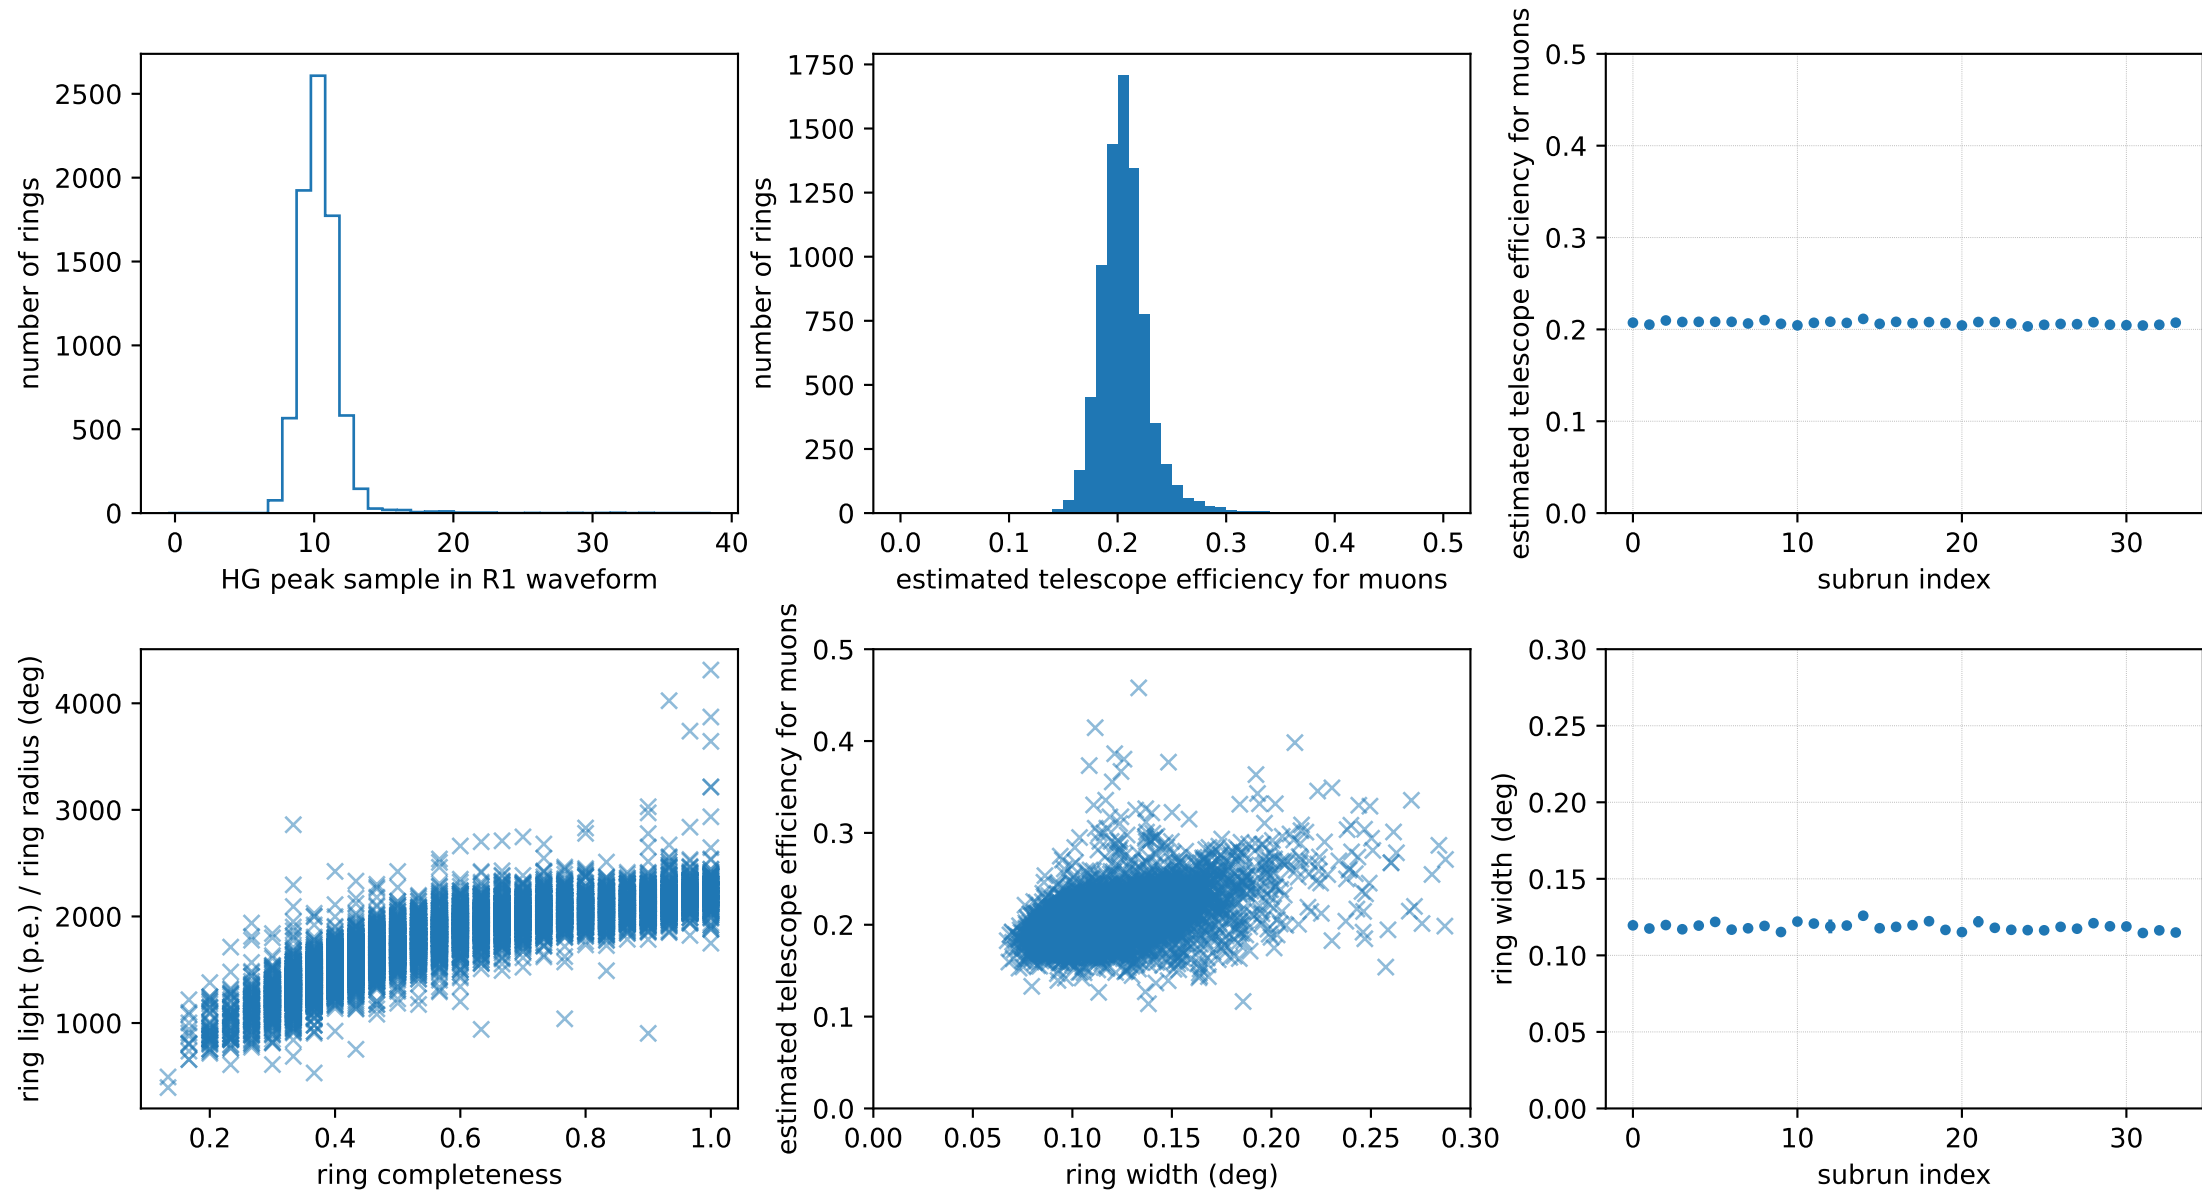 2500
2000
1500
1000
500
0
number of rings
0 10 20 30 40
HG peak sample in R1 waveform
1750
1500
1250
1000
750
500
250
0
number of rings
0.0 0.1 0.2 0.3 0.4 0.5
estimated telescope efficiency for muons
0.5
0.4
0.3
0.2
0.1
0.0
estimated telescope efficiency for muons
0 10 20 30
subrun index
4000
3000
2000
1000
ring light (p.e.) / ring radius (deg)
0.2 0.4 0.6 0.8 1.0
ring completeness
0.5
0.4
0.3
0.2
0.1
0.0
estimated telescope efficiency for muons
0.00 0.05 0.10 0.15 0.20 0.25 0.30
ring width (deg)
0.30
0.25
0.20
0.15
0.10
0.05
0.00
ring width (deg)
0 10 20 30
subrun index